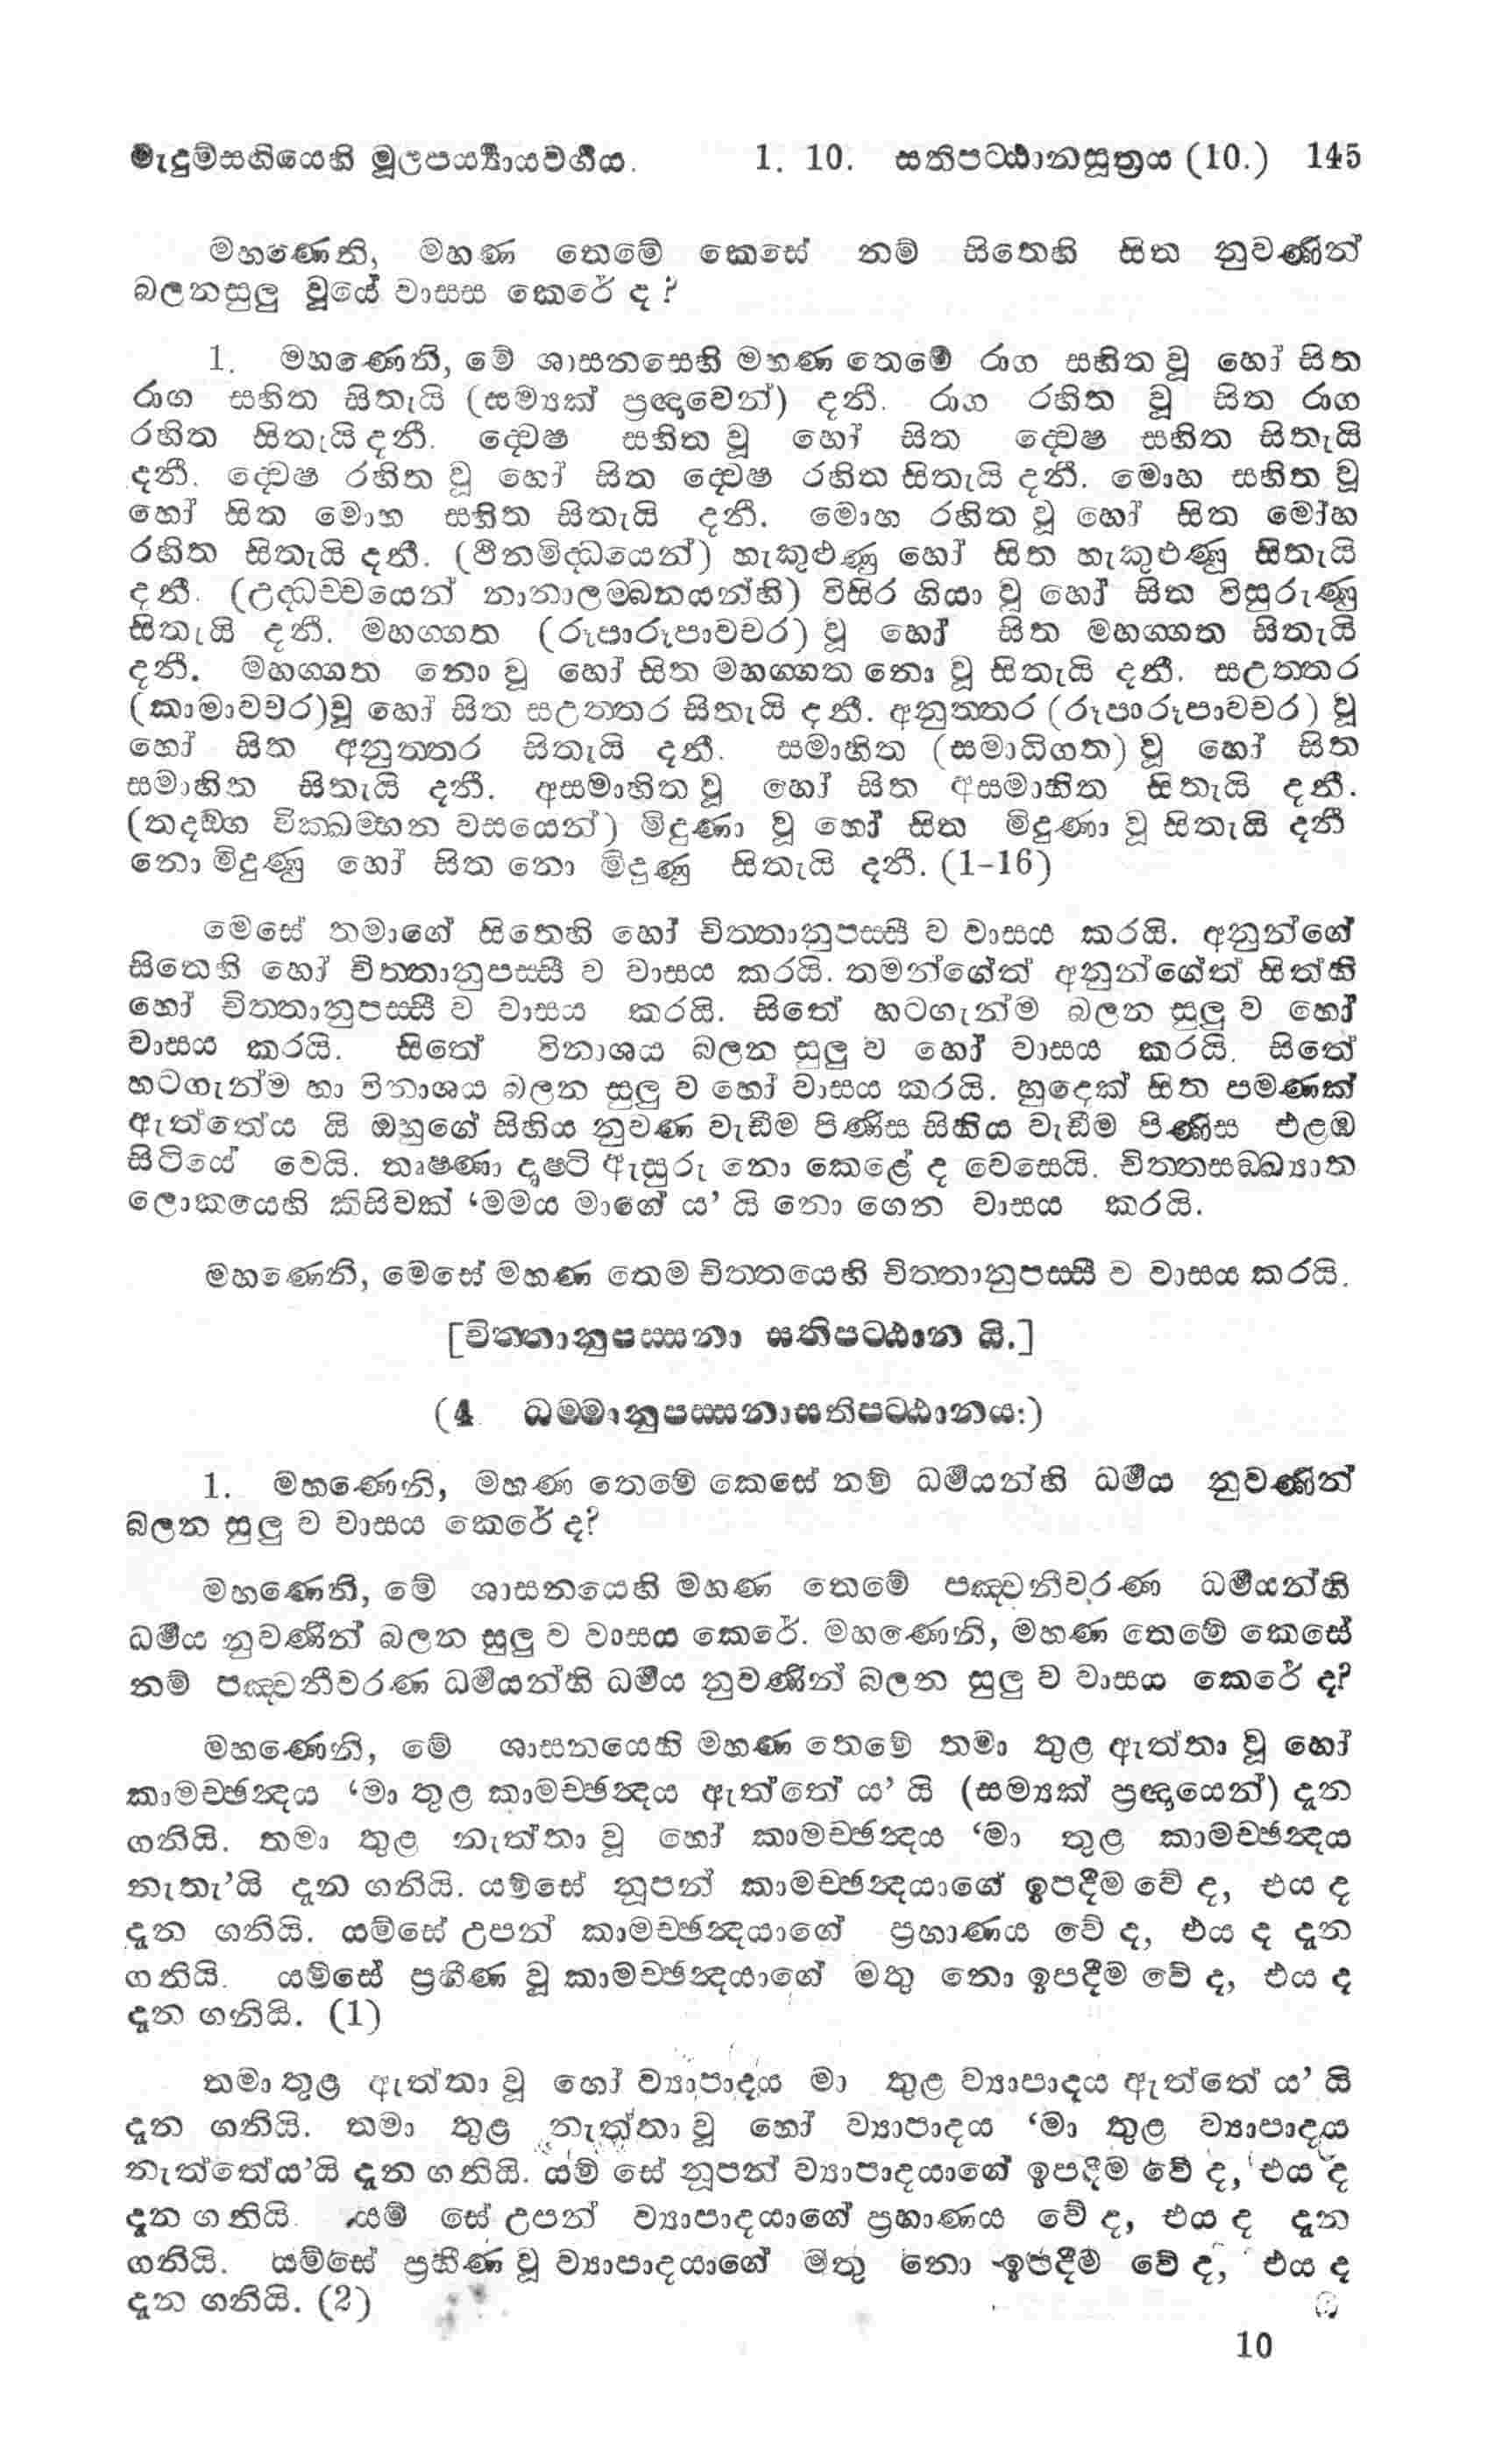 මැදුම්සඟියෙහි මූලපය්‍යාීයවගීය. 1. 10. සතිපට්ඨානසූත්‍රය (10.) 145
මහණෙනි, මහණ තෙමේ කෙසේ නම් සිතෙහි සිත නුවණින්
බලනසුලු වූයේ වාසස කෙරේ ද?
1. මහණෙනි, මේ ශාසනසෙහි මහණ තෙමේ රාග සහිත වූ හෝ සිත
රාග සහිත සිතැයි (සම්‍යක් ප්‍රඥාවෙන්) දනී. රාග රහිත වූ සිත රාග
රහිත සිතැයි දනී. ද්වෙෂ සහිත වූ හෝ සිත ද්වෙෂ සහිත සිතැයි
දනී. ද්වෙෂ රහිත වූ හෝ සිත ද්වෙෂ රහිත සිතැයි දනී. මොහ සහිත වූ
හෝ සිත මොහ සහිත සිතැයි දනී. මොහ රහිත වූ හෝ සිත මෝහ
රහිත සිතැයි දනී. (ථිනමිද්ධයෙන්) හැකුළුණු හෝ සිත හැකුළුණු සිතැයි
දනී. (උද්ධච්චයෙන් නානාලම්බනයන්හි) විසිර ගියා වූ හෝ සිත විසුරුණු
සිතැයි දනී. මහග්ගත (රූපාරූපාවචර) වූ හෝ සිත මහග්ගත සිතැයි
දනී. මහග්ගත නො වූ හෝ සිත මහග්ගත නො වූ සිතැයි දනී. සඋත්තර
(කාමාවචර)වූ හෝ සිත සඋත්තර සිතැයි දනී. අනුත්තර (රූපාරූපාවචර) වූ
හෝ සිත අනුත්තර සිතැයි දනී. සමාහිත (සමාධිගත) වූ හෝ සිත
සමාහිත සිතැයි දනී. අසමාහිත වූ හෝ සිත අසමාහිත සිතැයි දනී.
(තදඞ්ග වික්ඛම්භන වසයෙන්) මිදුණා වූ හෝ සිත මිදුණා වූ සිතැයි දනී
නො මිදුණු හෝ සිත නො මිදුණු සිතැයි දනී. (1-16)
මෙසේ තමාගේ සිතෙහි හෝ චිත්තානුපස්සී ව වාසය කරයි. අනුන්ගේ
සිතෙහි හෝ චිත්තානුපස්සී ව වාසය කරයි. තමන්ගේත් අනුන්ගේත් සිත්හි
හෝ චිත්තානුපස්සී ව වාසය කරයි. සිතේ හටගැන්ම බලන සුලු ව හෝ
වාසය කරයි. සිතේ විනාශය බලන සුලු ව හෝ වාසය කරයි. සිතේ
හටගැන්ම හා විනාශය බලන සුලු ව හෝ වාසය කරයි. හුදෙක් සිත පමණක්
ඇත්තේය යි ඔහුගේ සිහිය නුවණ වැඩීම පිණිස සිහිය වැඩීම පිණිස එළඹ
සිටියේ වෙයි. තෘෂ්ණා දෘෂ්ටි ඇසුරු නො කෙළේ ද වෙසෙයි. චිත්තසඞ්ඛ්‍යාත
ලොකයෙහි කිසිවක් ‘මමය මාගේ ය’ යි නො ගෙන වාසය කරයි.
මහණෙනි, මෙසේ මහණ තෙම චිත්තයෙහි චිත්තානුපස්සී ව වාසය කරයි.
[චිත්තානුපස්සනා සතිපට්ඨාන යි.]
(4 ධම්මානුපස්සනාසතිපට්ඨානය:)
1. මහණෙනි, මහණ තෙමේ කෙසේ නම් ධර්මයන්හි ධර්මය නුවණින්
බලන සුලු ව වාසය කෙරේ ද?
මහණෙනි, මේ ශාසනයෙහි මහණ තෙමේ පඤ්චනීවරණ ධර්මයන්හි
ධර්මය නුවණින් බලන සුලු ව වාසය කෙරේ. මහණෙනි, මහණ තෙමේ කෙසේ
නම් පඤ්චනීවරණ ධර්මයන්හි ධර්මය නුවණින් බලන සුලු ව වාසය කෙරේ ද?
මහණෙනි, මේ ශාසනයෙහි මහණ තෙමේ තමා තුළ ඇත්තා වූ හෝ
කාමච්ඡන්දය ‘මා තුළ කාමච්ඡන්දය ඇත්තේ ය’ යි (සම්‍යක් ප්‍රඥායෙන්) දැන
ගනියි. තමා තුළ නැත්තා වූ හෝ කාමච්ඡන්දය ‘මා තුළ කාමච්ඡන්දය
නැතැ’යි දැන ගනියි. යම්සේ නූපන් කාමච්ඡන්දයාගේ ඉපදීම වේ ද, එය ද
දැන ගනියි. යම්සේ උපන් කාමච්ඡන්දයාගේ ප්‍රහාණය වේ ද, එය ද දැන
ගනියි. යම්සේ ප්‍රහීණ වූ කාමච්ඡන්දයාගේ මතු නො ඉපදීම වේ ද, එය ද
දැන ගනියි. (1)
තමා තුළ ඇත්තා වූ හෝ ව්‍යාපාදය මා තුළ ව්‍යාපාදය ඇත්තේ ය’ යි
දැන ගනියි. තමා තුළ නැත්තා වූ හෝ ව්‍යාපාදය ‘මා තුළ ව්‍යාපාදය
නැත්තේය’යි දැන ගනියි. යම් සේ නූපන් ව්‍යාපාදයාගේ ඉපදීම වේ ද, එය ද
දැන ගනියි. යම් සේ උපන් ව්‍යාපාදයාගේ ප්‍රහාණය වේ ද, එය ද දැන
ගනියි. යම්සේ ප්‍රහීණ වූ ව්‍යාපාදයාගේ මතු නො ඉපදීම වේ ද, එය ද
දැන ගනියි. (2)
10